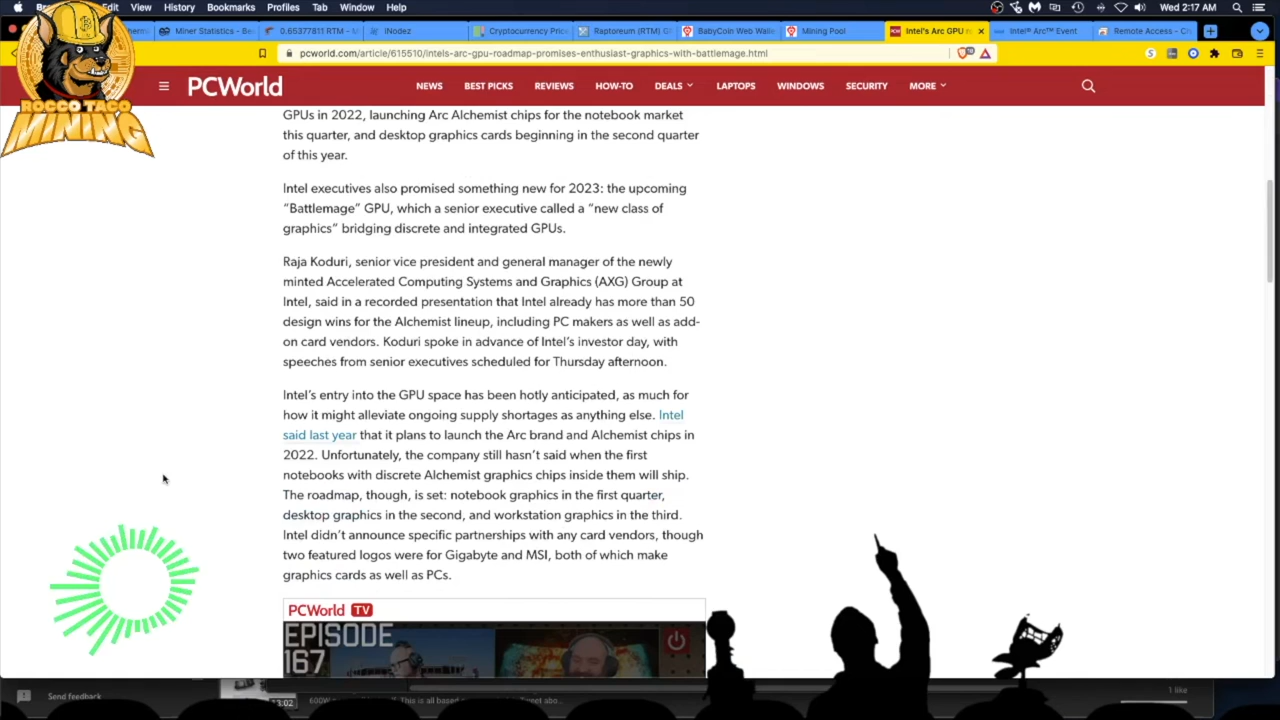 Edit View History Bookmarks Profiles Tab Window Help
Wed 2:17 AM
Miner Statistics - Be
0.65377811 RTM - M
INodez
Cryptocurrency Price
Raptoreum (RTM) G
BabyCoin Web Walle
Mining Pool
Intel's Arc GPU r
Intel® Arc™ Event
Remote Access - Ch
pcworld.com/article/615510/intels-arc-gpu-roadmap-promises-enthusiast-graphics-with-battlemage.html
ROCCO TACO
MINING
PCWorld
NEWS BEST PICKS REVIEWS HOW-TO DEALS LAPTOPS WINDOWS SECURITY MORE
GPUs in 2022, launching Arc Alchemist chips for the notebook market
this quarter, and desktop graphics cards beginning in the second quarter
of this year.
Intel executives also promised something new for 2023: the upcoming
“Battlemage” GPU, which a senior executive called a “new class of
graphics” bridging discrete and integrated GPUs.
Raja Koduri, senior vice president and general manager of the newly
minted Accelerated Computing Systems and Graphics (AXG) Group at
Intel, said in a recorded presentation that Intel already has more than 50
design wins for the Alchemist lineup, including PC makers as well as add-
on card vendors. Koduri spoke in advance of Intel’s investor day, with
speeches from senior executives scheduled for Thursday afternoon.
Intel’s entry into the GPU space has been hotly anticipated, as much for
how it might alleviate ongoing supply shortages as anything else. Intel
said last year that it plans to launch the Arc brand and Alchemist chips in
2022. Unfortunately, the company still hasn’t said when the first
notebooks with discrete Alchemist graphics chips inside them will ship.
The roadmap, though, is set: notebook graphics in the first quarter,
desktop graphics in the second, and workstation graphics in the third.
Intel didn’t announce specific partnerships with any card vendors, though
two featured logos were for Gigabyte and MSI, both of which make
graphics cards as well as PCs.
PCWorld TV
EPISODE
167
Send feedback
13:02
1 like